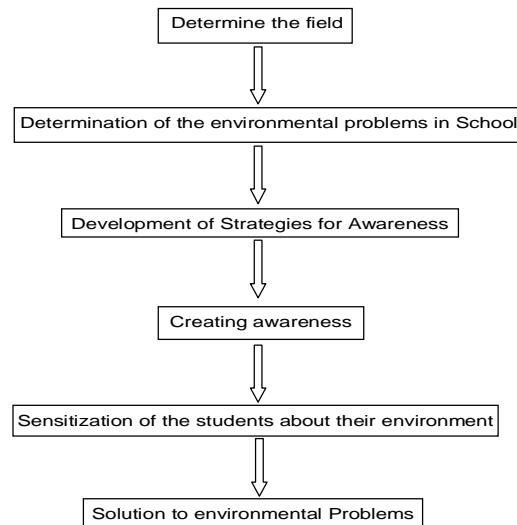 Determine the field
Determination of the environmental problems in School
Development of Strategies for Awareness
Creating awareness
Sensitization of the students about their environment
Solution to environmental Problems